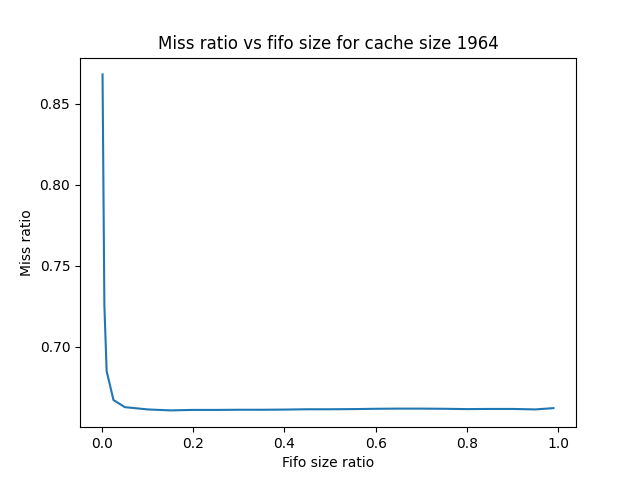 Miss ratio vs fifo size for cache size 1964
0.85
0.80
0.75
0.70
Miss ratio
0.0 0.2 0.4 0.6 0.8 1.0
Fifo size ratio